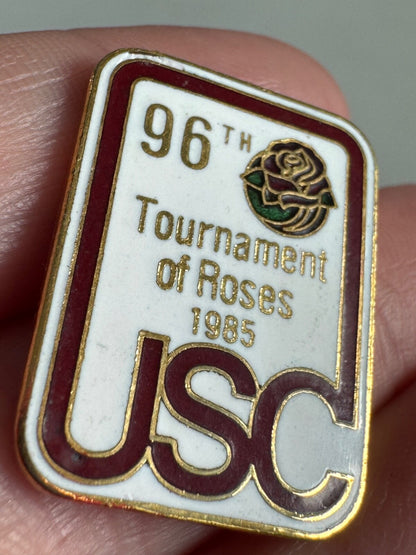 96TH
Tournament
of Roses
1985
USC